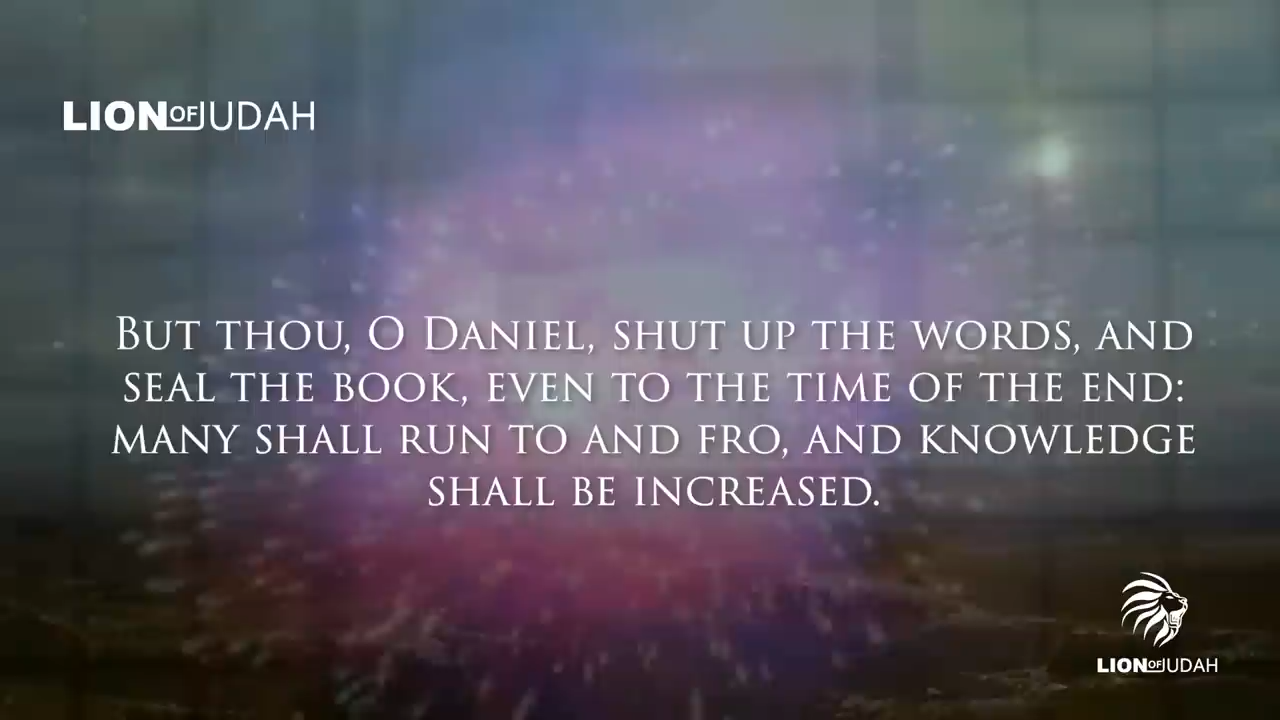 LION OF JUDAH
BUT THOU, O DANIEL, SHUT UP THE WORDS, AND
SEAL THE BOOK, EVEN TO THE TIME OF THE END:
MANY SHALL RUN TO AND FRO, AND KNOWLEDGE
SHALL BE INCREASED.
LION OF JUDAH